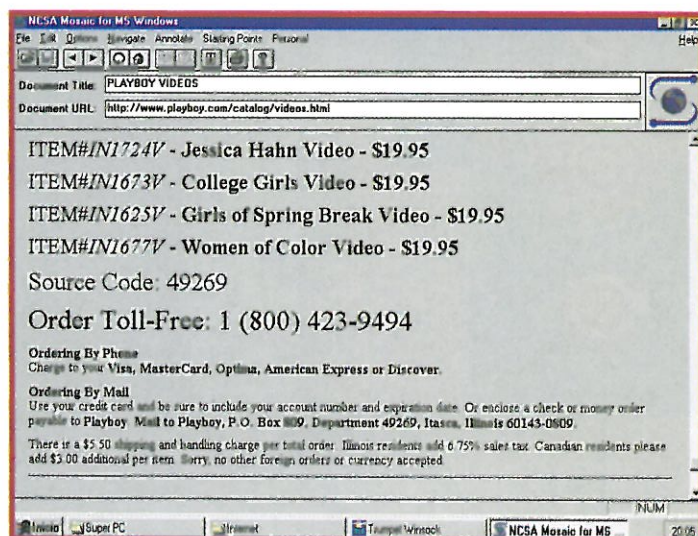 NCSA Mosaic for MS Windows
File Edit Options Navigate Annotate Starting Points Personal Help
Document Title: PLAYBOY VIDEOS
Document URL: http://www.playboy.com/catalog/videos.html
ITEM#IN1724V - Jessica Hahn Video - $19.95
ITEM#IN1673V - College Girls Video - $19.95
ITEM#IN1625V - Girls of Spring Break Video - $19.95
ITEM#IN1677V - Women of Color Video - $19.95
Source Code: 49269
Order Toll-Free: 1 (800) 423-9494
Ordering By Phone
Charge to your Visa, MasterCard, Optima, American Express or Discover.
Ordering By Mail
Use your credit card and be sure to include your account number and expiration date. Or enclose a check or money order
payable to Playboy. Mail to Playboy, P.O. Box 809, Department 49269, Itasca, Illinois 60143-0809.
There is a $5.50 shipping and handling charge per total order. Illinois residents add 6.75% sales tax. Canadian residents please
add $3.00 additional per item. Sorry, no other foreign orders or currency accepted.
NUM
Inicio Super PC Internet Trumpet Winsock NCSA Mosaic for MS ... 20:05